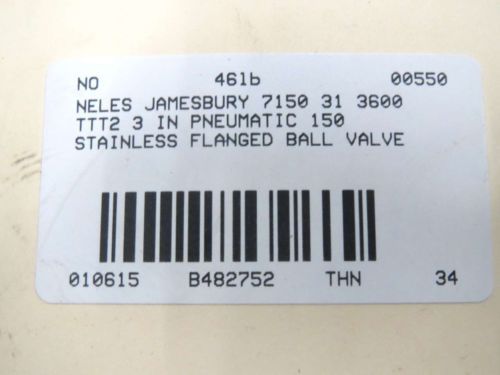 NO 46lb 00550
NELES JAMESBURY 7150 31 3600
TTT2 3 IN PNEUMATIC 150
STAINLESS FLANGED BALL VALVE
010615 B482752 THN 34